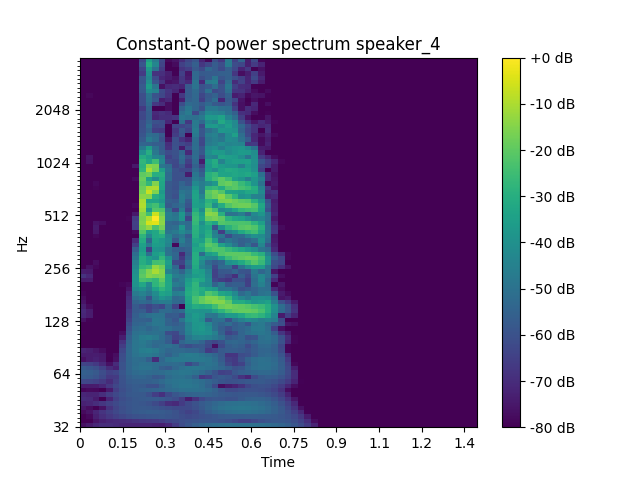 Constant-Q power spectrum speaker_4
Hz
2048
1024
512
256
128
64
32
0 0.15 0.3 0.45 0.6 0.75 0.9 1.1 1.2 1.4
Time
+0 dB
-10 dB
-20 dB
-30 dB
-40 dB
-50 dB
-60 dB
-70 dB
-80 dB